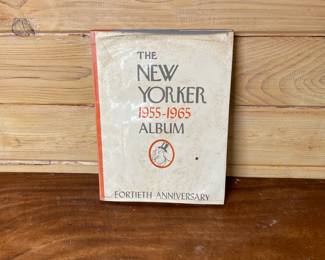 THE
NEW
YORKER
1955-1965
ALBUM
FORTIETH ANNIVERSARY